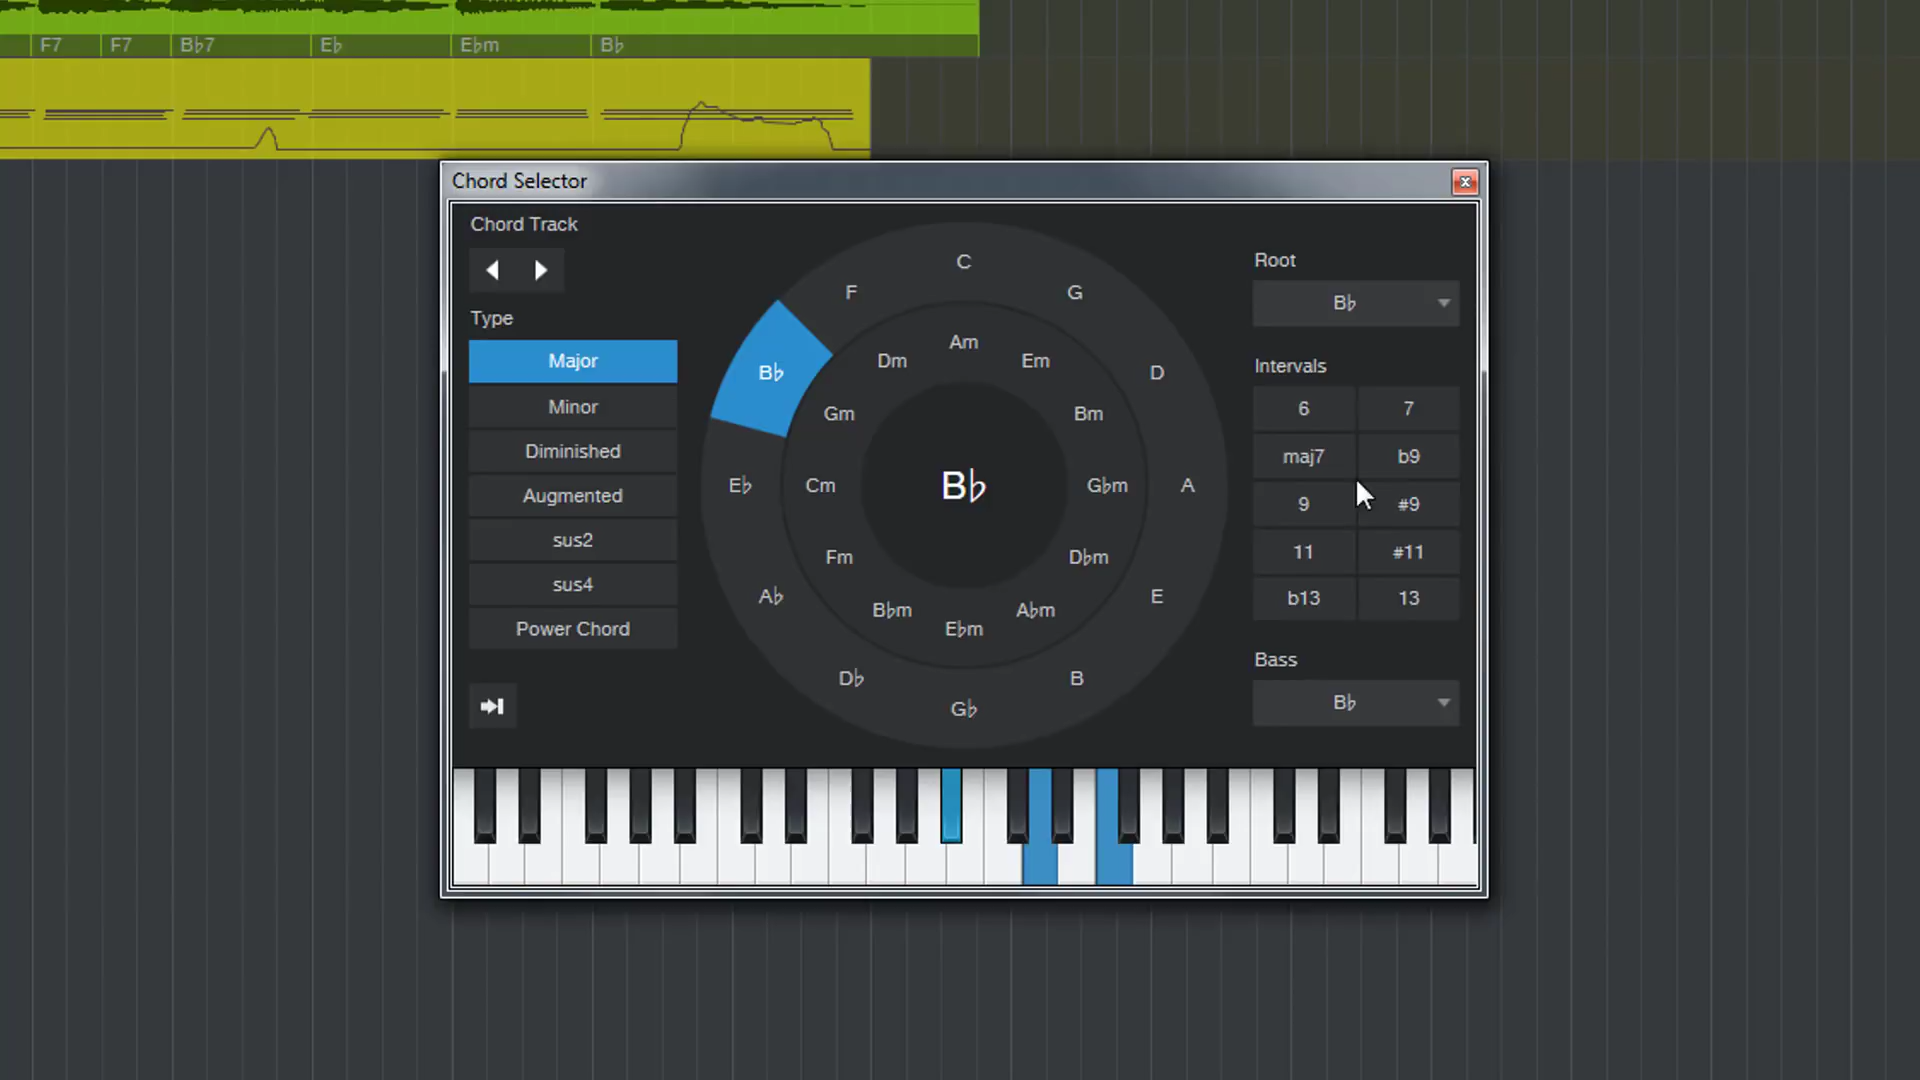 F7 F7 B♭7 E♭ E♭m B♭
Chord Selector
Chord Track
Type
Major
Minor
Diminished
Augmented
sus2
sus4
Power Chord
C
F G
B♭ D
Am
Dm Em
Gm Bm
E♭ Cm B♭ G♭m A
Fm D♭m
A♭ E
B♭m A♭m
E♭m
D♭ B
G♭
Root
B♭
Intervals
6 7
maj7 b9
9 #9
11 #11
b13 13
Bass
B♭